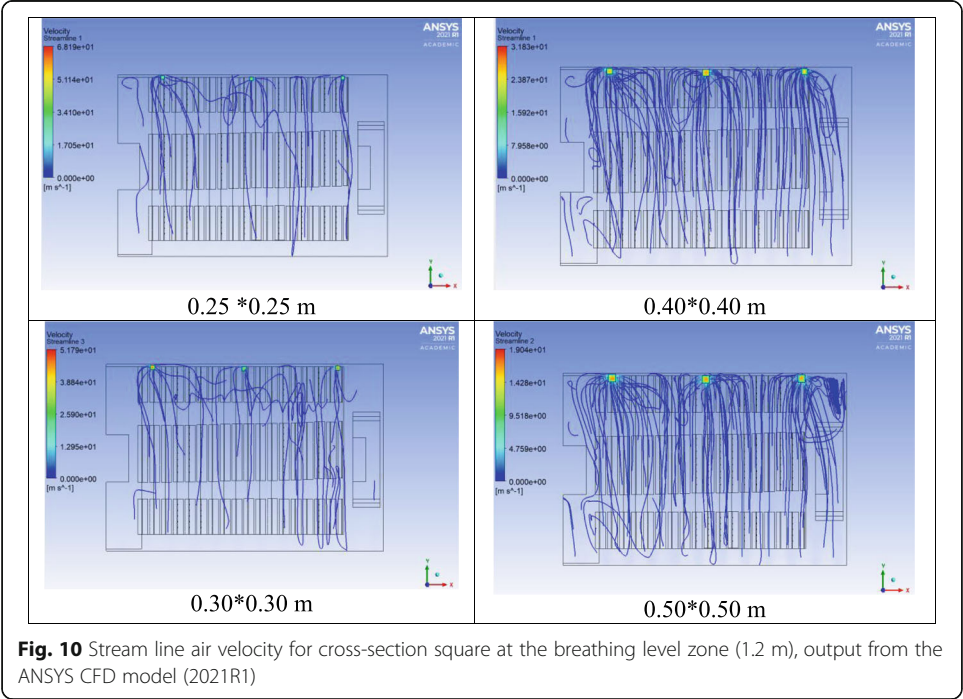 Velocity
Streamline 1
6.819e+01
5.114e+01
3.410e+01
1.705e+01
0.000e+00
[m s^-1]
ANSYS
2021 R1
ACADEMIC
Y
X
0.25 *0.25 m
Velocity
Streamline 1
3.183e+01
2.387e+01
1.592e+01
7.958e+00
0.000e+00
[m s^-1]
ANSYS
2021 R1
ACADEMIC
Y
X
0.40*0.40 m
Velocity
Streamline 3
5.179e+01
3.884e+01
2.590e+01
1.295e+01
0.000e+00
[m s^-1]
ANSYS
2021 R1
ACADEMIC
Y
X
0.30*0.30 m
Velocity
Streamline 2
1.904e+01
1.428e+01
9.518e+00
4.759e+00
0.000e+00
[m s^-1]
ANSYS
2021 R1
ACADEMIC
Y
X
0.50*0.50 m
Fig. 10 Stream line air velocity for cross-section square at the breathing level zone (1.2 m), output from the
ANSYS CFD model (2021R1)